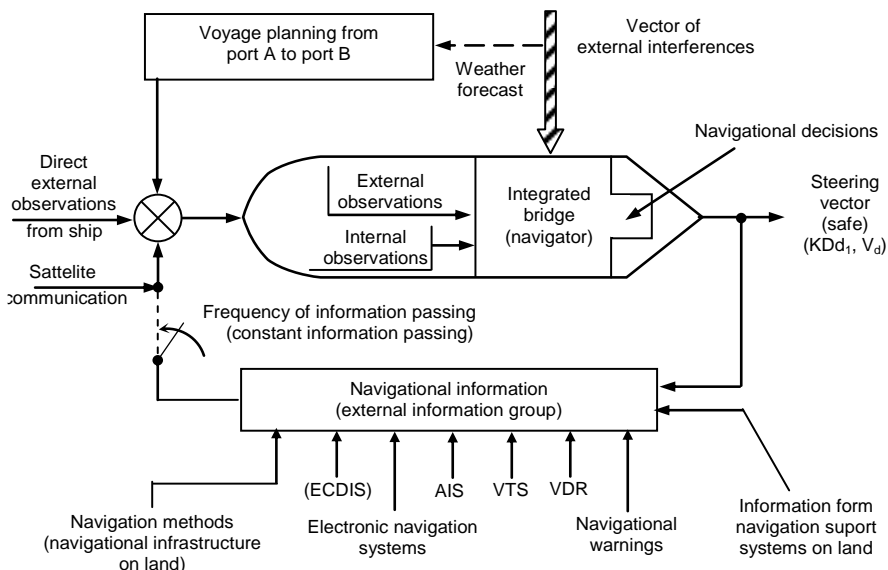 Voyage planning from
port A to port B
Vector of
external interferences
Weather
forecast
Navigational decisions
Direct
external
observations
from ship
External
observations
Internal
observations
Integrated
bridge
(navigator)
Steering
vector
(safe)
(KDd₁, V_d)
Sattelite
communication
Frequency of information passing
(constant information passing)
Navigational information
(external information group)
(ECDIS)
AIS
VTS
VDR
Navigation methods
(navigational infrastructure
on land)
Electronic navigation
systems
Navigational
warnings
Information form
navigation suport
systems on land